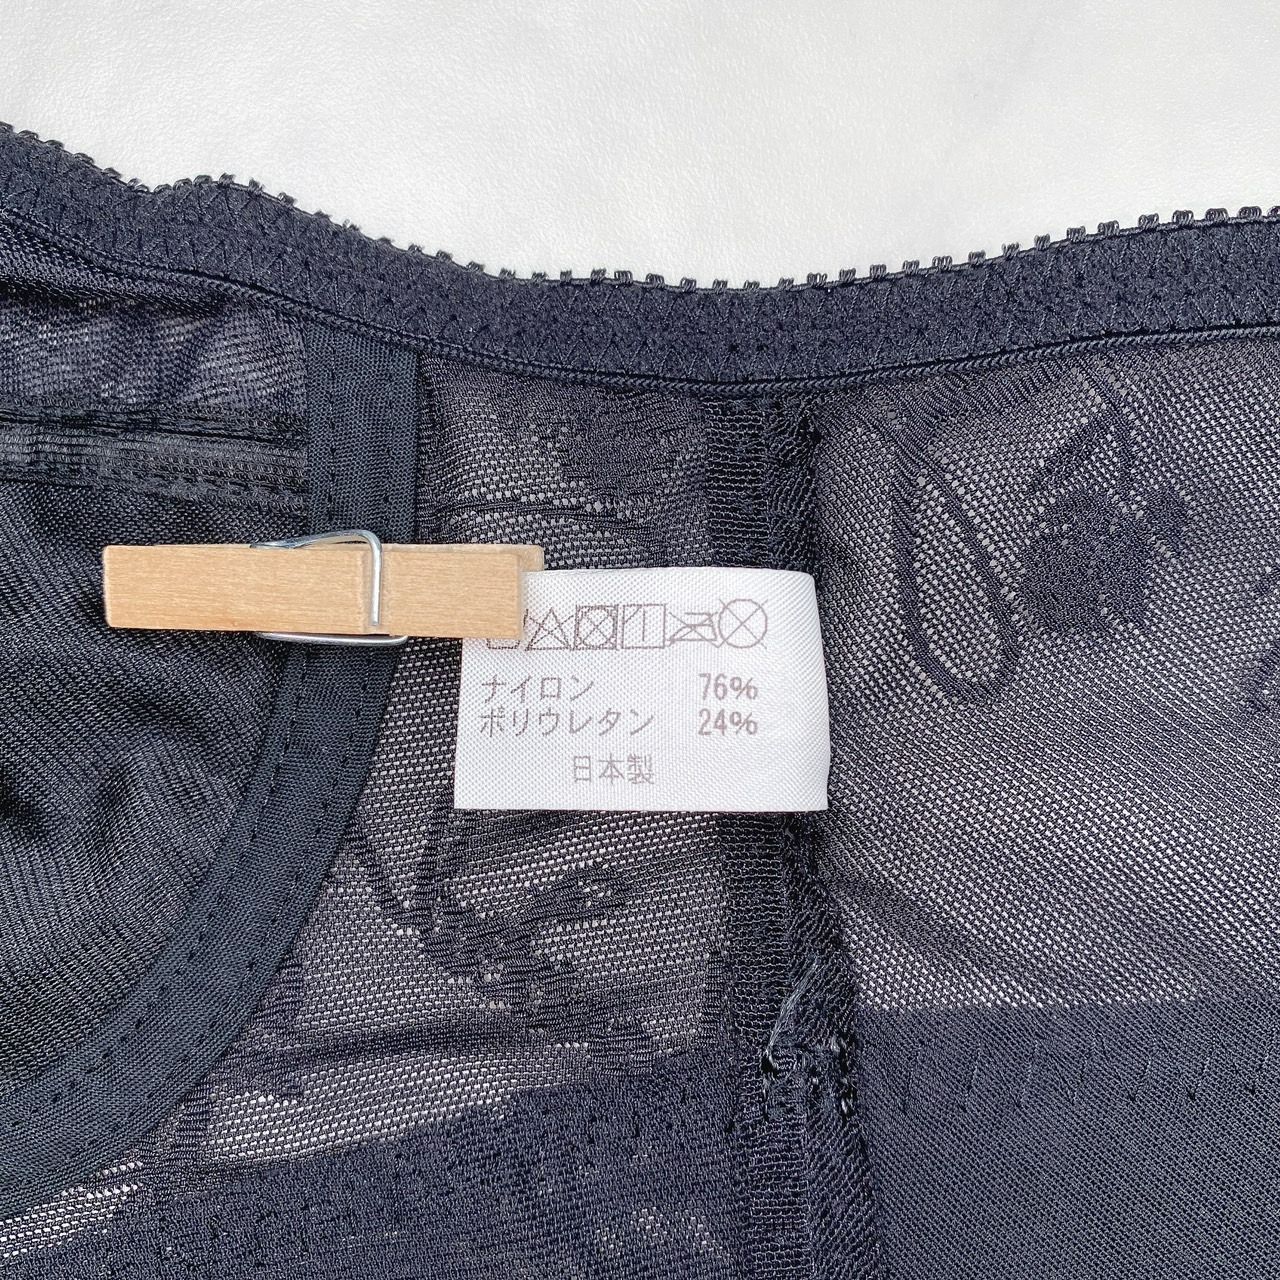 ナイロン 76%
ポリウレタン 24%
日本製